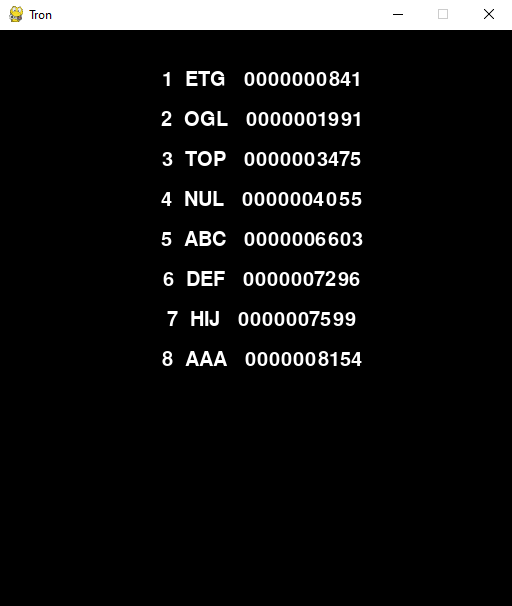 Tron
1 ETG 0000000841
2 OGL 0000001991
3 TOP 0000003475
4 NUL 0000004055
5 ABC 0000006603
6 DEF 0000007296
7 HIJ 0000007599
8 AAA 0000008154